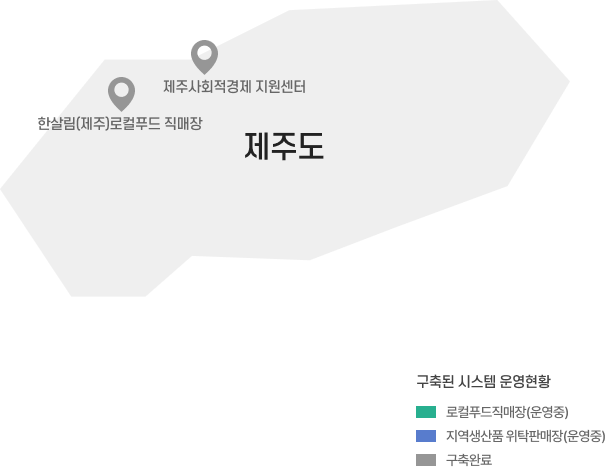 제주사회적경제 지원센터
한살림(제주)로컬푸드 직매장
제주도
구축된 시스템 운영현황
로컬푸드직매장(운영중)
지역생산품 위탁판매장(운영중)
구축완료